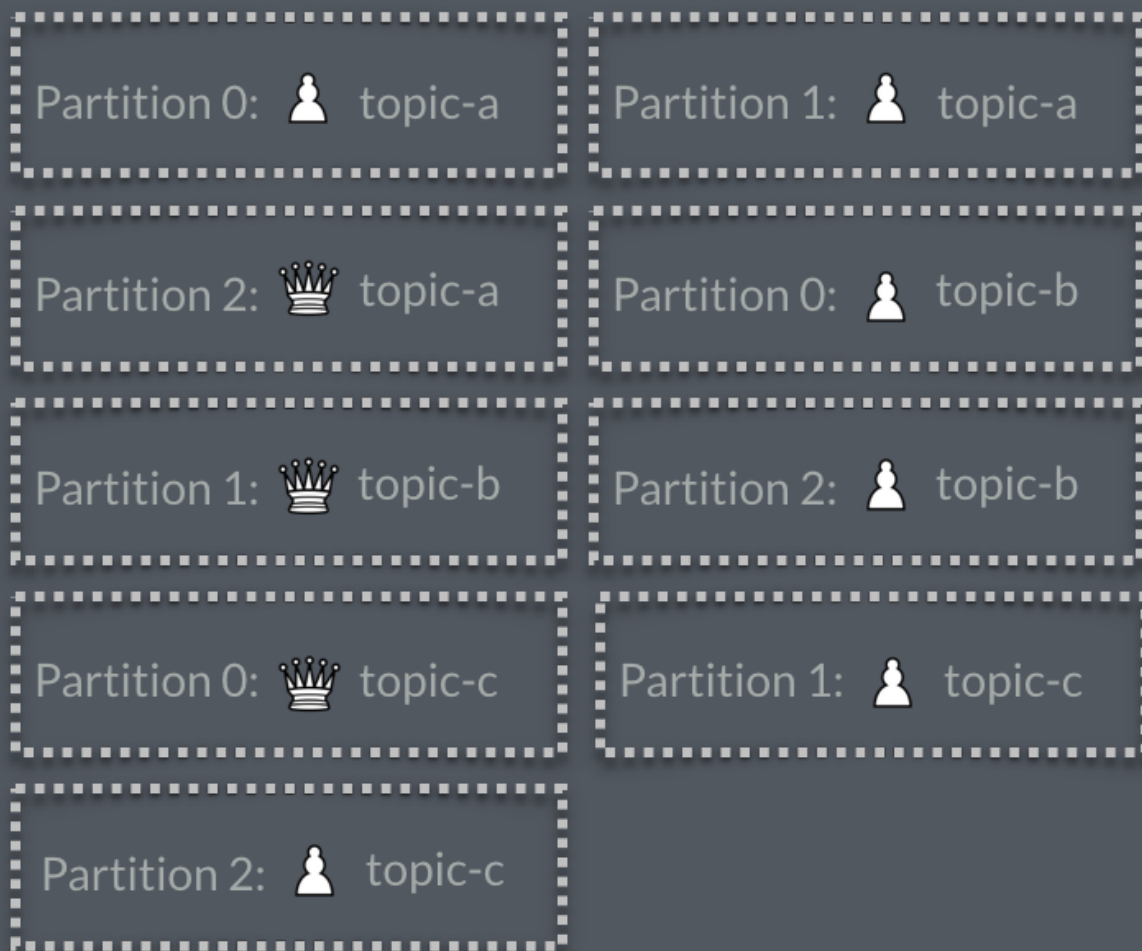 Partition 0: topic-a
Partition 1: topic-a
Partition 2: topic-a
Partition 0: topic-b
Partition 1: topic-b
Partition 2: topic-b
Partition 0: topic-c
Partition 1: topic-c
Partition 2: topic-c